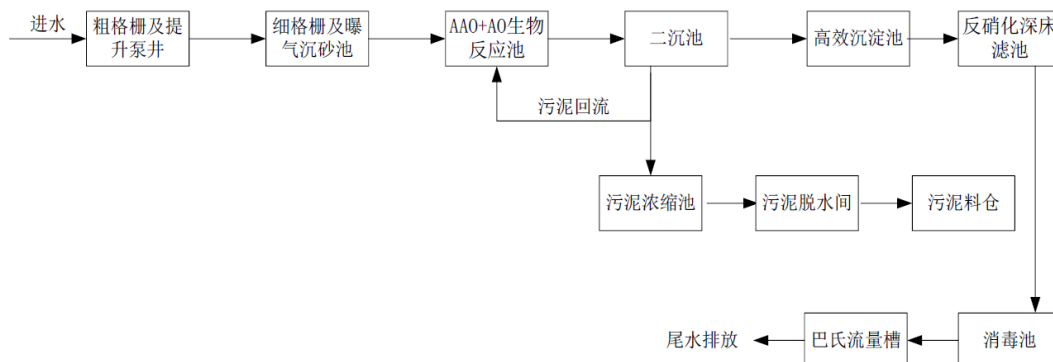 进水
粗格栅及提
升泵井
细格栅及曝
气沉砂池
AAO+AO生物
反应池
二沉池
高效沉淀池
反硝化深床
滤池
污泥回流
污泥浓缩池
污泥脱水间
污泥料仓
尾水排放
巴氏流量槽
消毒池